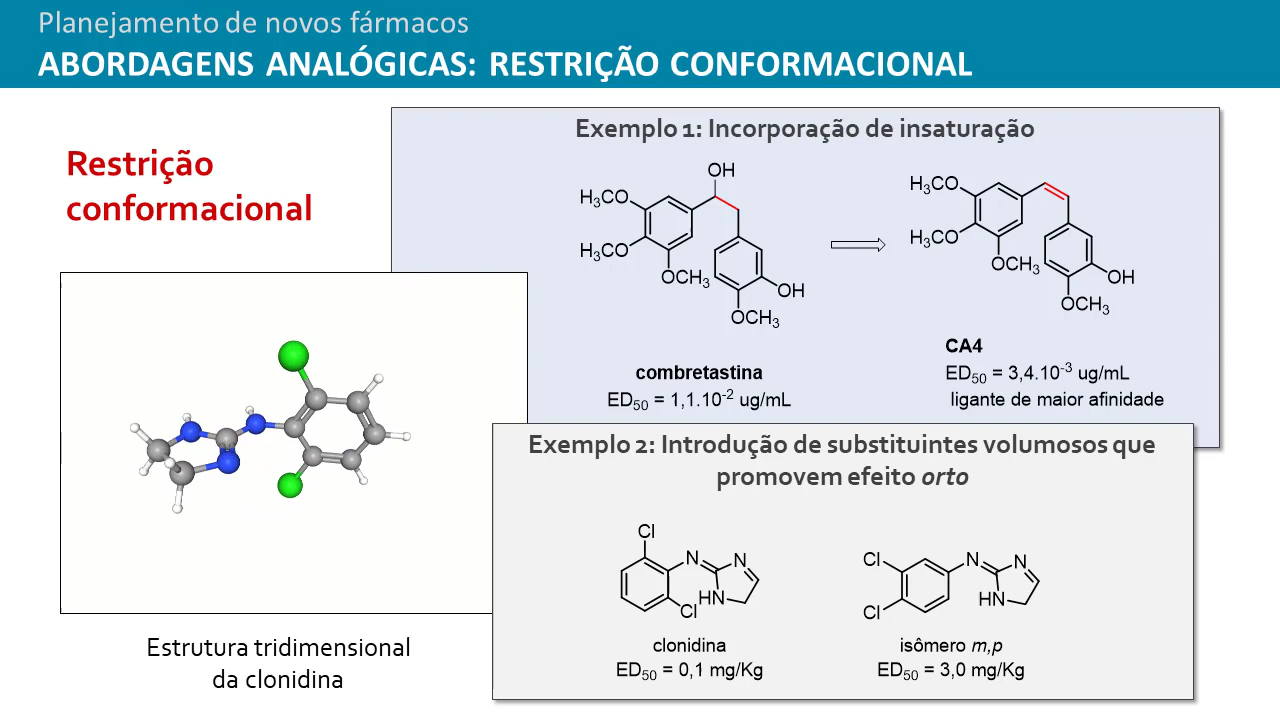 Planejamento de novos fármacos
ABORDAGENS ANALÓGICAS: RESTRIÇÃO CONFORMACIONAL
Restrição
conformacional
Exemplo 1: Incorporação de insaturação
OH
H₃CO
H₃CO
OCH₃
OH
OCH₃
combretastina
ED₅₀ = 1,1.10⁻² ug/mL
H₃CO
H₃CO
OCH₃
OH
OCH₃
CA4
ED₅₀ = 3,4.10⁻³ ug/mL
ligante de maior afinidade
Estrutura tridimensional
da clonidina
Exemplo 2: Introdução de substituintes volumosos que
promovem efeito orto
Cl
N
N
HN
Cl
clonidina
ED₅₀ = 0,1 mg/Kg
Cl
N
N
HN
Cl
isômero m,p
ED₅₀ = 3,0 mg/Kg